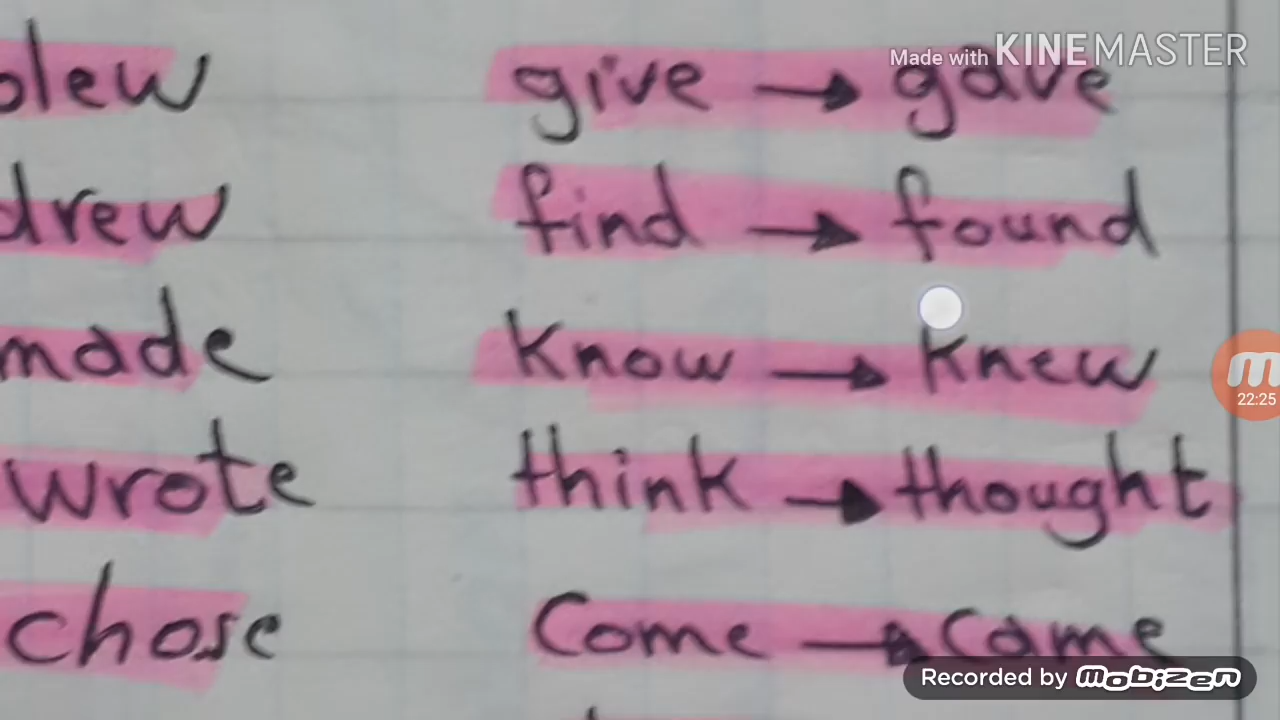 Made with KINEMASTER
blew give → gave
drew find → found
made know → knew
22:25
wrote think → thought
chose Come → Came
Recorded by mobizen